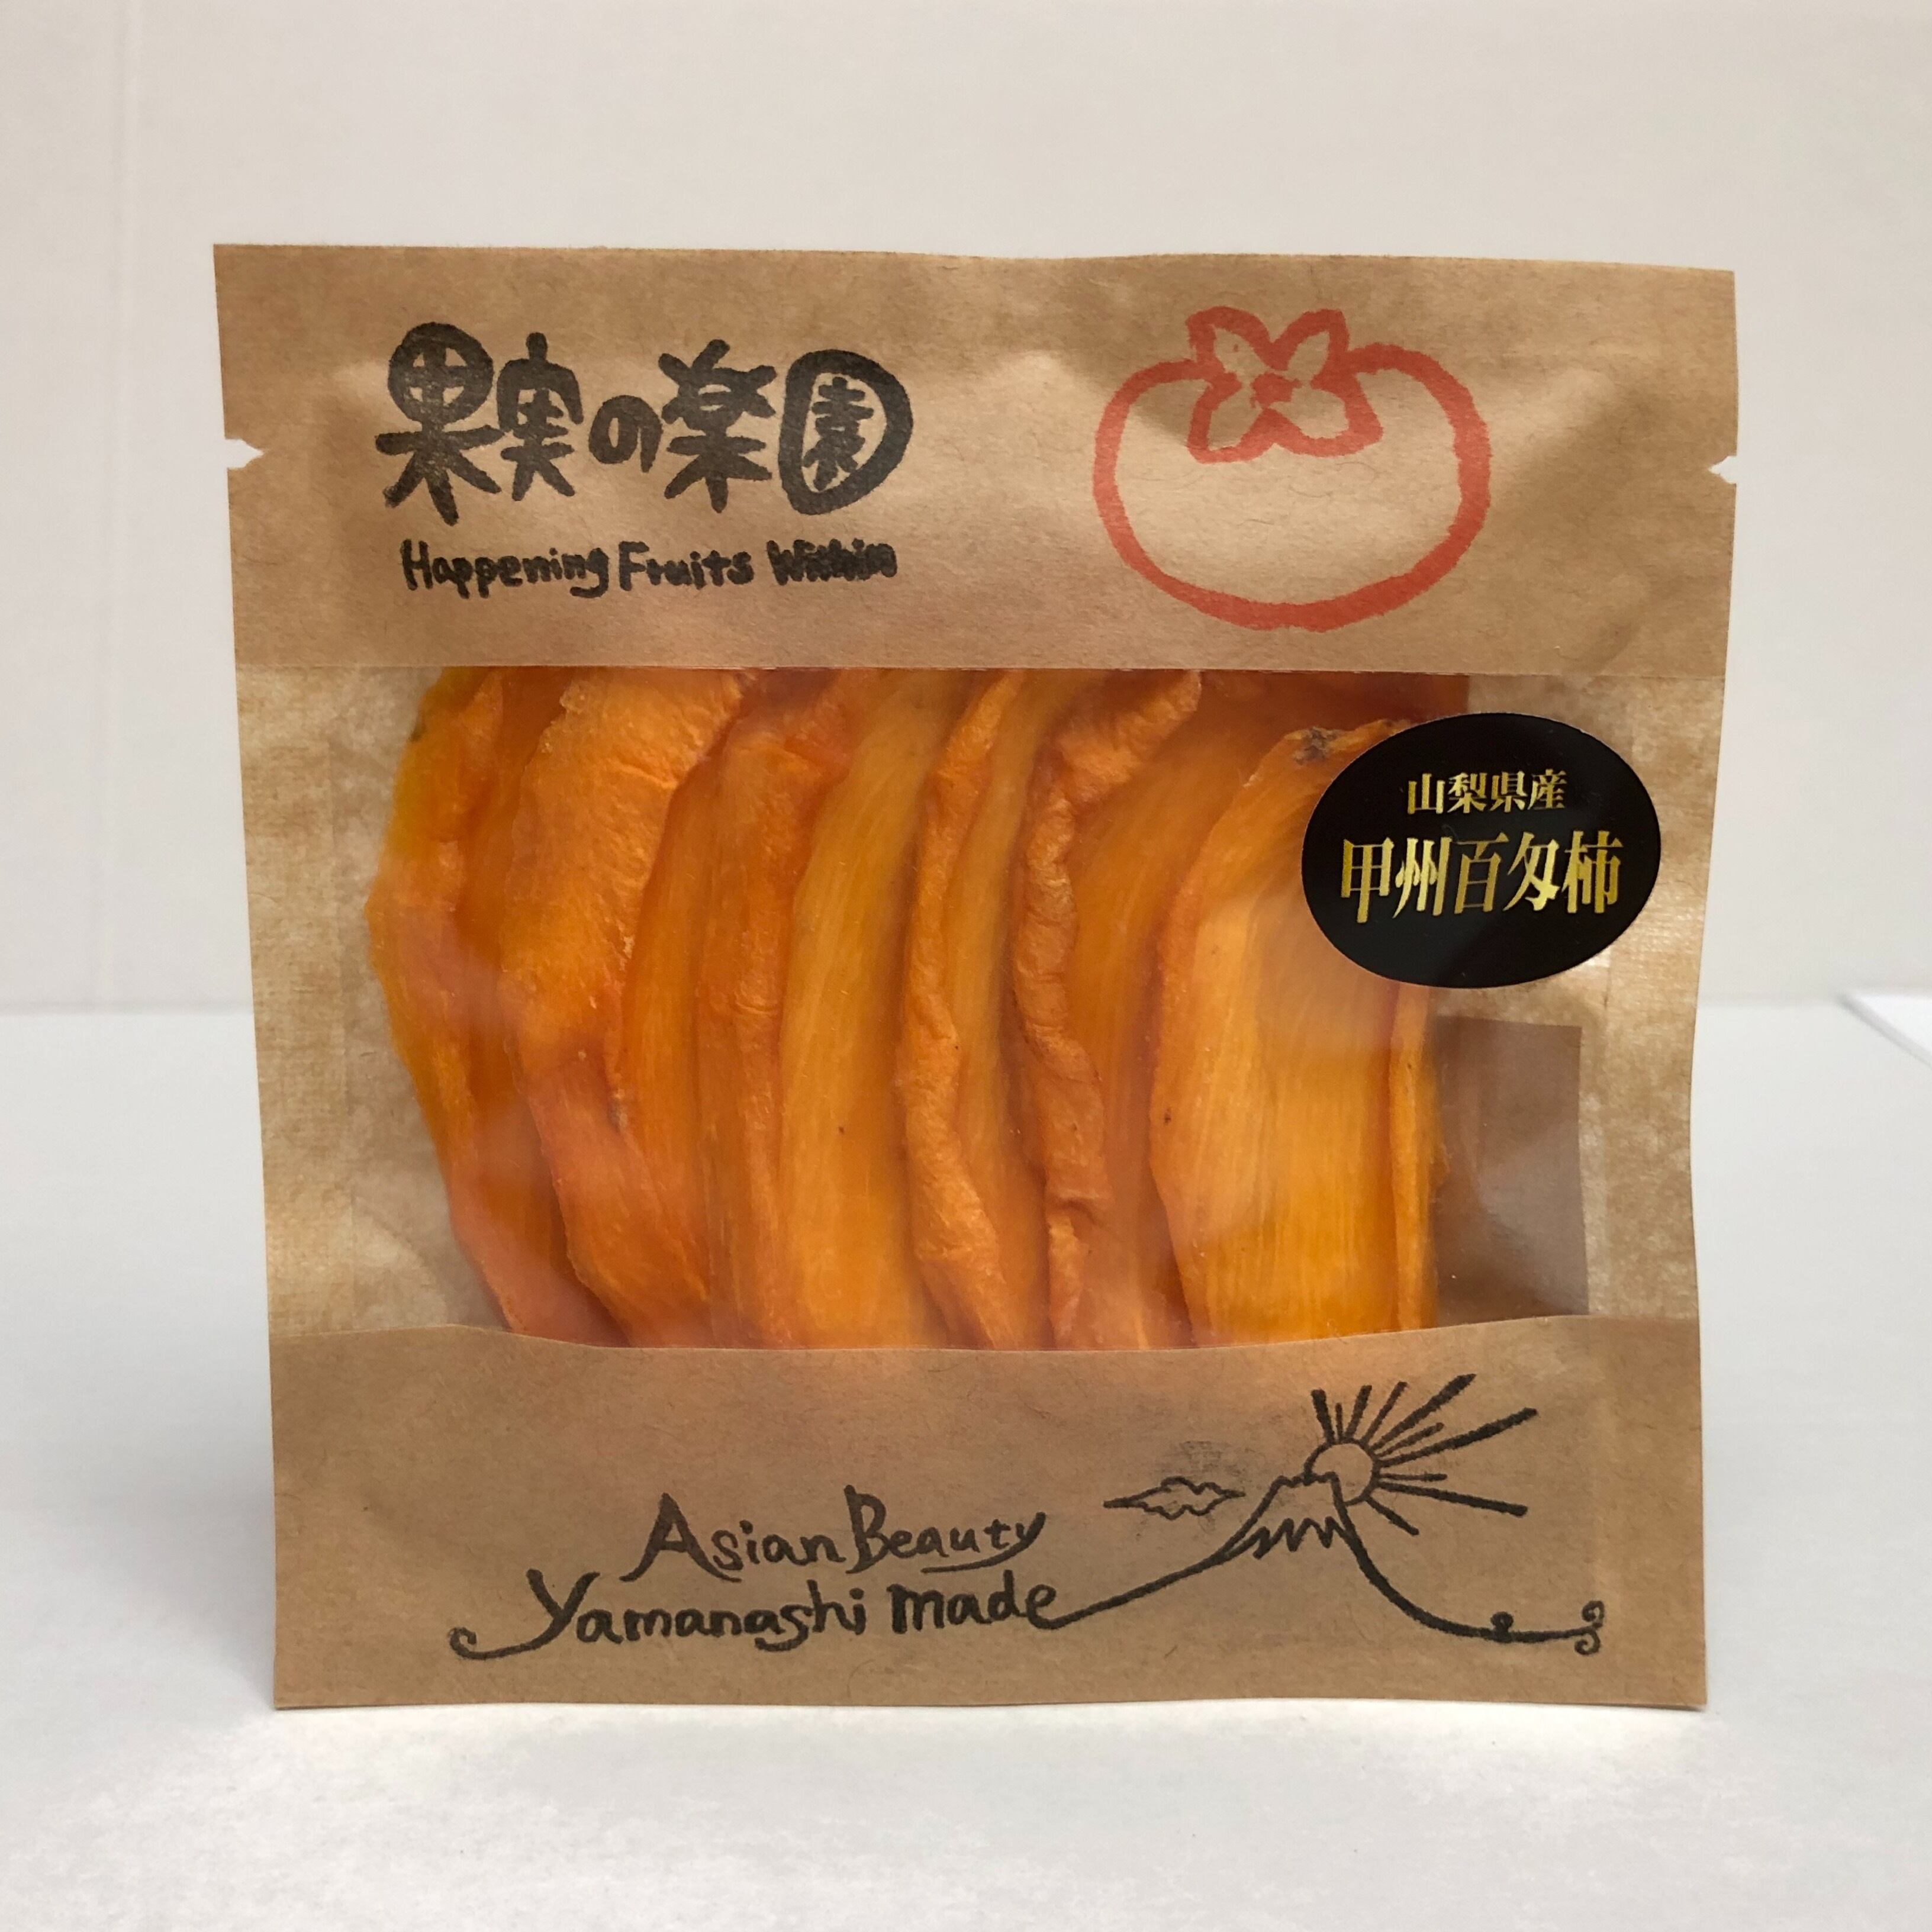 果実の楽園
Happening Fruits Within
山梨県産
甲州百匁柿
Asian Beauty
Yamanashi made